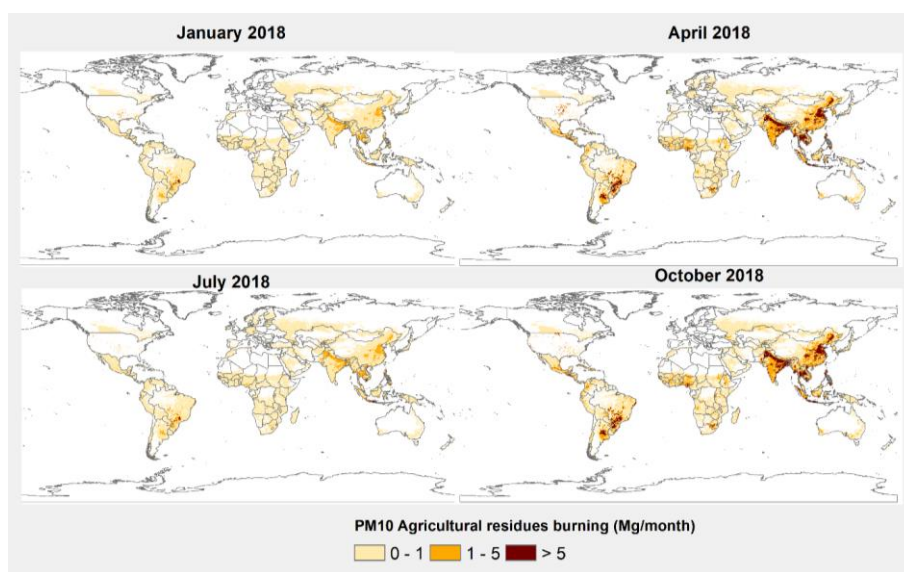 January 2018
April 2018
July 2018
October 2018
PM10 Agricultural residues burning (Mg/month)
0 - 1
1 - 5
> 5